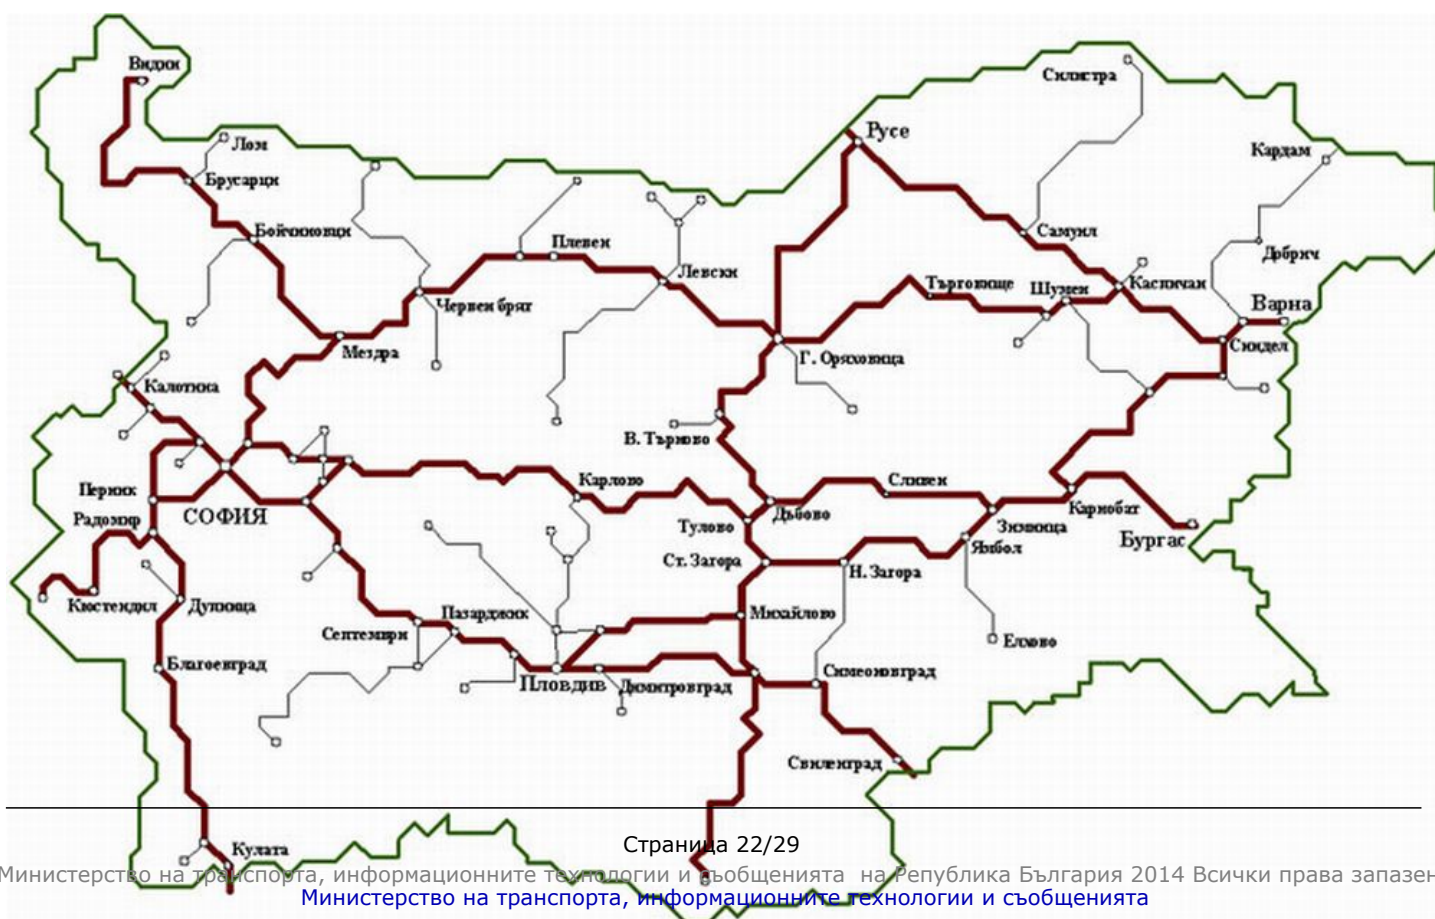 Видин
Силистра
Русе
Лом
Кардам
Брусарци
Бойчиновци
Самуил
Плевен
Добрич
Левски
Търговище
Шумен
Каспичан
Червен бряг
Варна
Мездра
Г. Оряховица
Синдел
Калотина
В. Търново
Карлово
Сливен
Перник
Радомир
СОФИЯ
Дъбово
Карнобат
Тулово
Зимница
Бургас
Ст. Загора
Ямбол
Н. Загора
Кюстендил
Дупница
Пазарджик
Михайлово
Септември
Елхово
Благоевград
Пловдив
Димитровград
Симеоновград
Свиленград
Кулата
Страница 22/29
Министерство на транспорта, информационните технологии и съобщенията на Република България 2014 Всички права запазен
Министерство на транспорта, информационните технологии и съобщенията